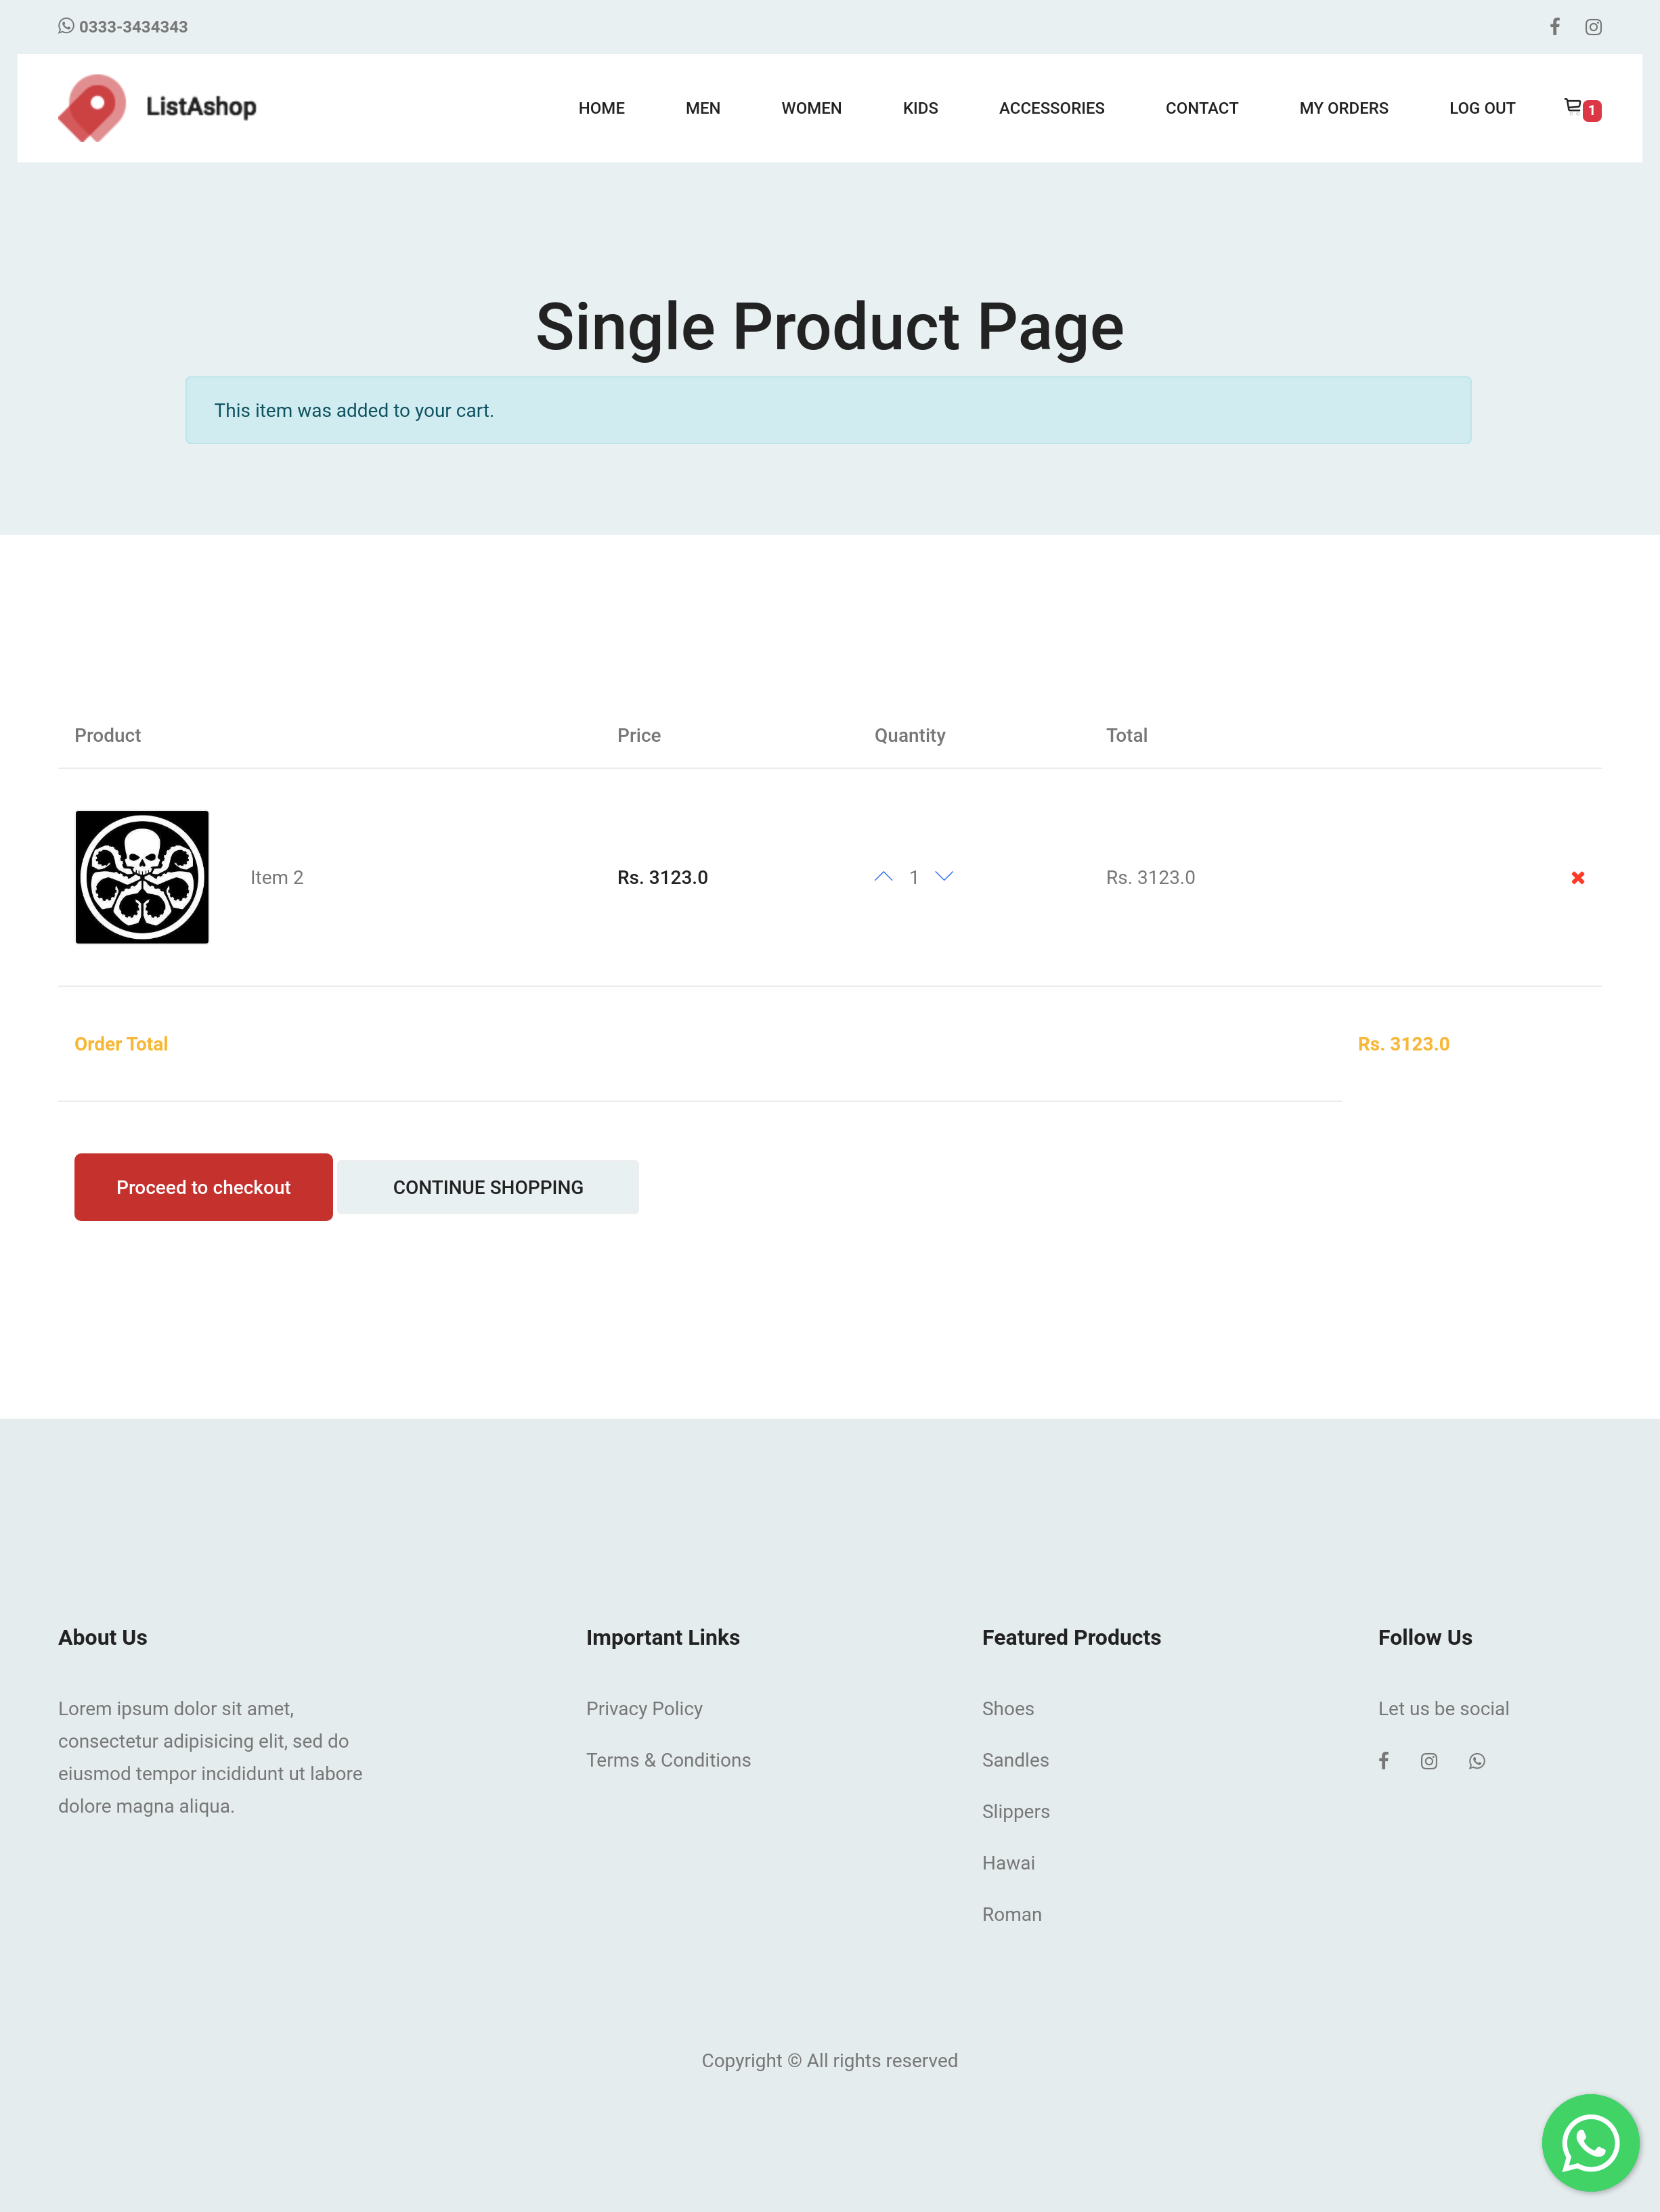 0333-3434343
ListAshop
HOME MEN WOMEN KIDS ACCESSORIES CONTACT MY ORDERS LOG OUT 1
Single Product Page
This item was added to your cart.
Product Price Quantity Total
Item 2 Rs. 3123.0 1 Rs. 3123.0
Order Total Rs. 3123.0
Proceed to checkout CONTINUE SHOPPING
About Us
Lorem ipsum dolor sit amet,
consectetur adipisicing elit, sed do
eiusmod tempor incididunt ut labore
dolore magna aliqua.
Important Links
Privacy Policy
Terms & Conditions
Featured Products
Shoes
Sandles
Slippers
Hawai
Roman
Follow Us
Let us be social
Copyright © All rights reserved